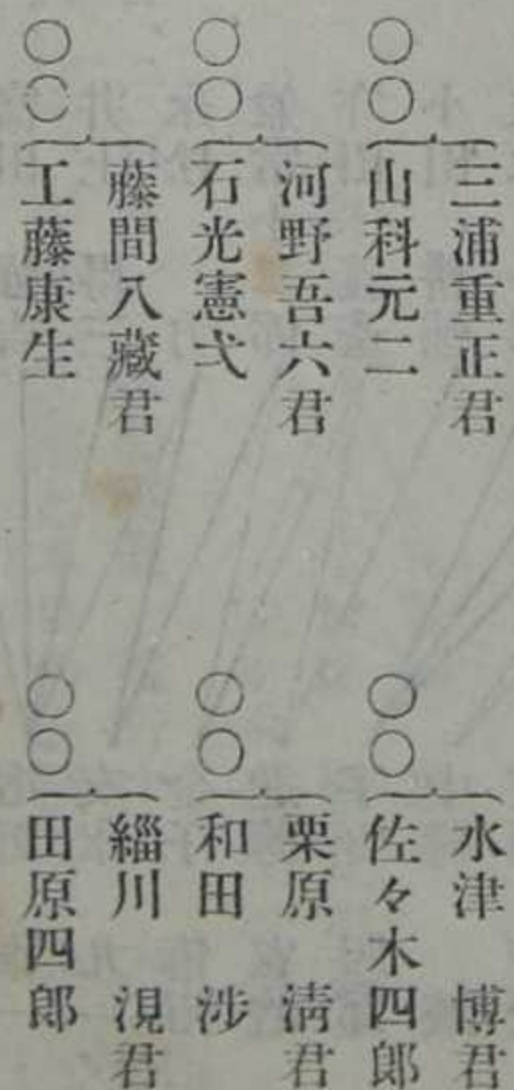 三浦重正君
○○山科元二
河野吾六君
○○石光憲弌
藤間八藏君
○○工藤康生
水津博君
○○佐々木四郎
栗原淸君
○○和田渉
緇川滉君
○○田原四郎